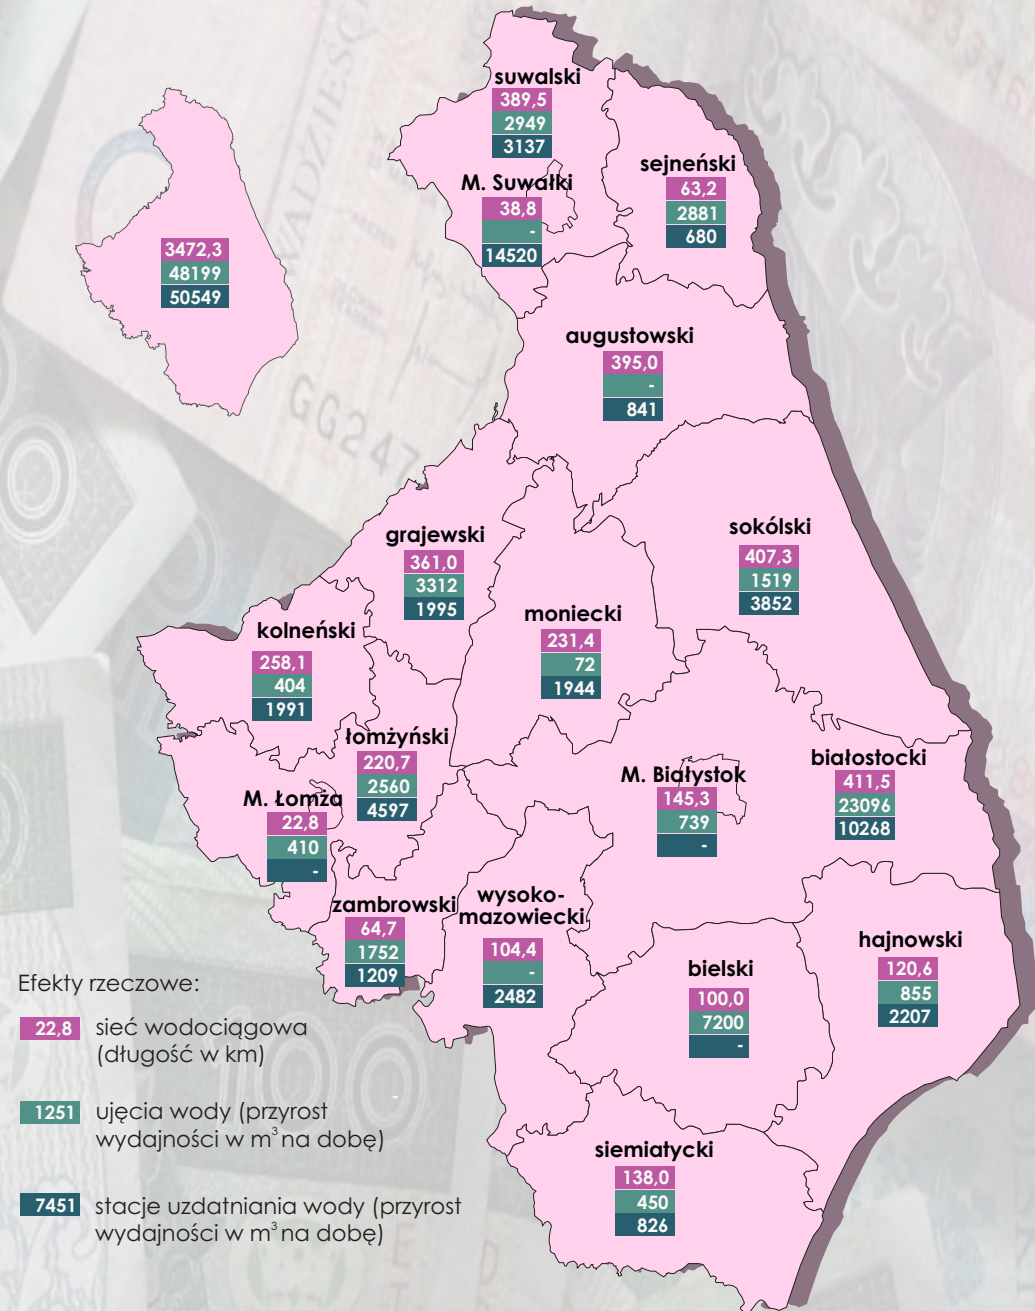 suwalski
389,5
2949
3137
M. Suwałki
38,8
-
14520
sejneński
63,2
2881
680
3472,3
48199
50549
augustowski
395,0
-
841
GG247
grajewski
361,0
3312
1995
sokólski
407,3
1519
3852
moniecki
231,4
72
1944
kolneński
258,1
404
1991
łomżyński
220,7
2560
4597
M. Łomża
22,8
410
-
M. Białystok
145,3
739
-
białostocki
411,5
23096
10268
zambrowski
64,7
1752
1209
wysoko-
mazowiecki
104,4
-
2482
bielski
100,0
7200
-
hajnowski
120,6
855
2207
siemiatycki
138,0
450
826
Efekty rzeczowe:
22,8 sieć wodociągowa
(długość w km)
1251 ujęcia wody (przyrost
wydajności w m³ na dobę)
-
7451 stacje uzdatniania wody (przyrost
wydajności w m³ na dobę)